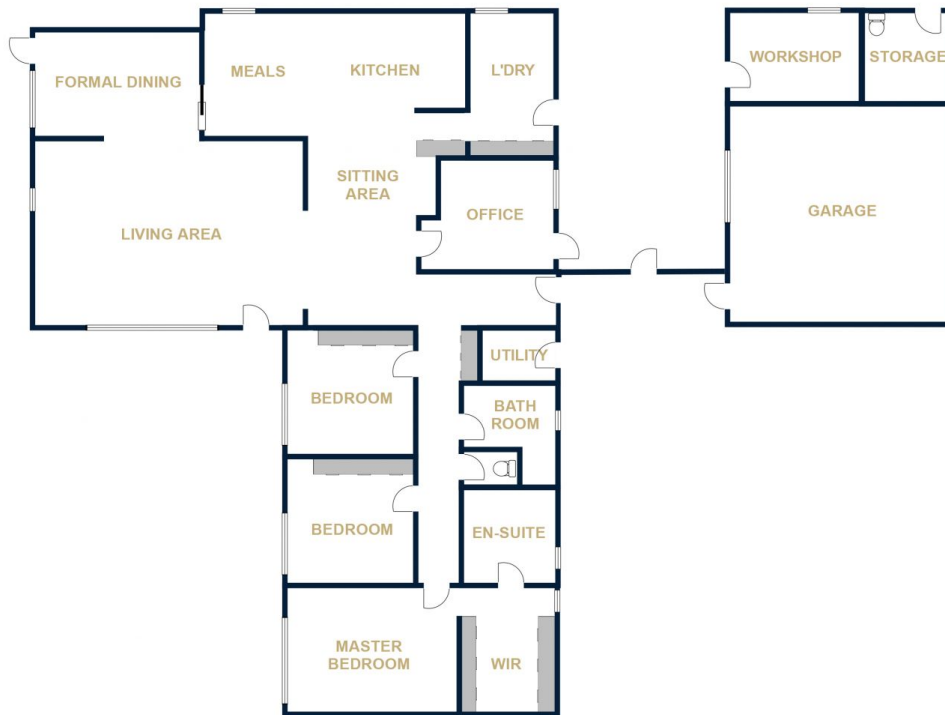 MEALS
KITCHEN
L'DRY
WORKSHOP
STORAGE
FORMAL DINING
SITTING
AREA
OFFICE
GARAGE
LIVING AREA
UTILITY
BEDROOM
BATH
ROOM
BEDROOM
EN-SUITE
MASTER
BEDROOM
WIR